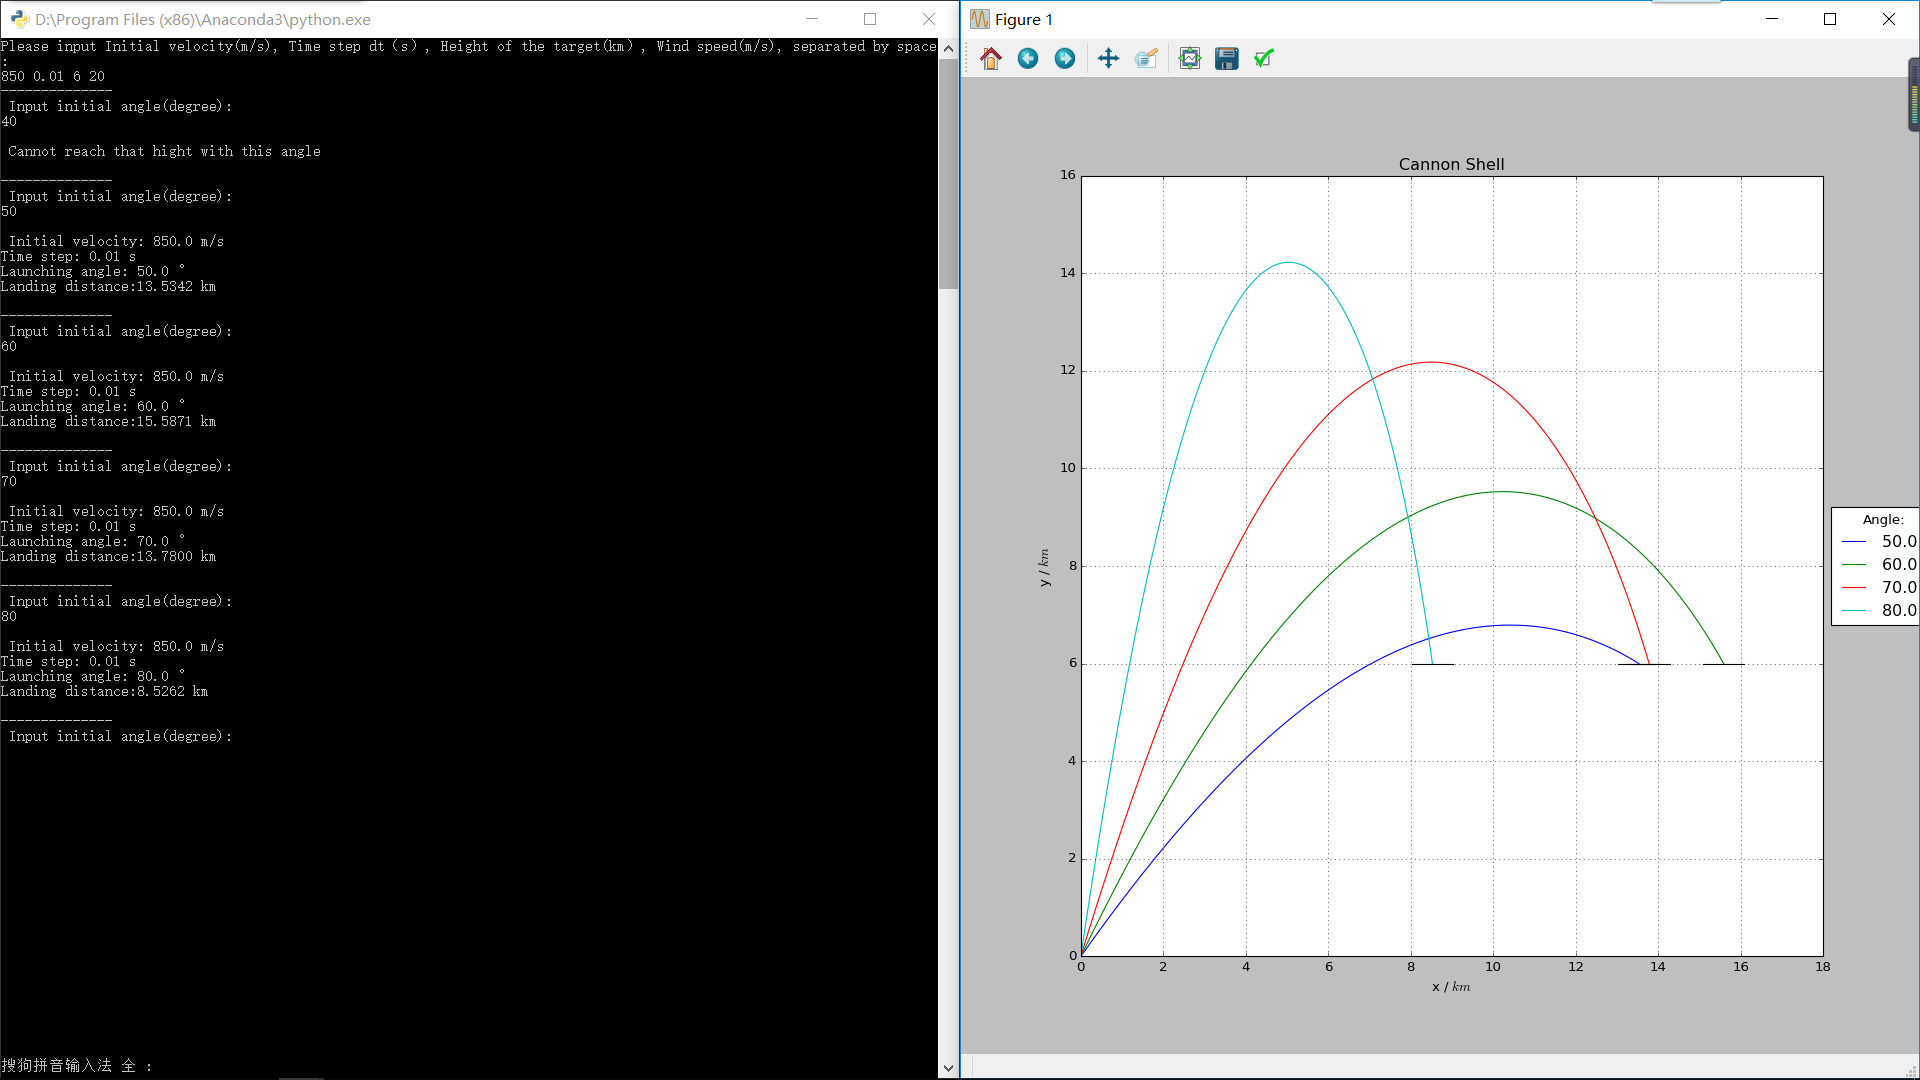 D:\Program Files (x86)\Anaconda3\python.exe
Please input Initial velocity(m/s), Time step dt（s）, Height of the target(km）, Wind speed(m/s), separated by space
:
850 0.01 6 20
--------------
Input initial angle(degree):
40
Cannot reach that hight with this angle
--------------
Input initial angle(degree):
50
Initial velocity: 850.0 m/s
Time step: 0.01 s
Launching angle: 50.0 °
Landing distance:13.5342 km
--------------
Input initial angle(degree):
60
Initial velocity: 850.0 m/s
Time step: 0.01 s
Launching angle: 60.0 °
Landing distance:15.5871 km
--------------
Input initial angle(degree):
70
Initial velocity: 850.0 m/s
Time step: 0.01 s
Launching angle: 70.0 °
Landing distance:13.7800 km
--------------
Input initial angle(degree):
80
Initial velocity: 850.0 m/s
Time step: 0.01 s
Launching angle: 80.0 °
Landing distance:8.5262 km
--------------
Input initial angle(degree):
搜狗拼音输入法 全 :
Figure 1
Cannon Shell
16
14
12
10
8
6
4
2
0
y / km
0 2 4 6 8 10 12 14 16 18
x / km
Angle:
50.0
60.0
70.0
80.0